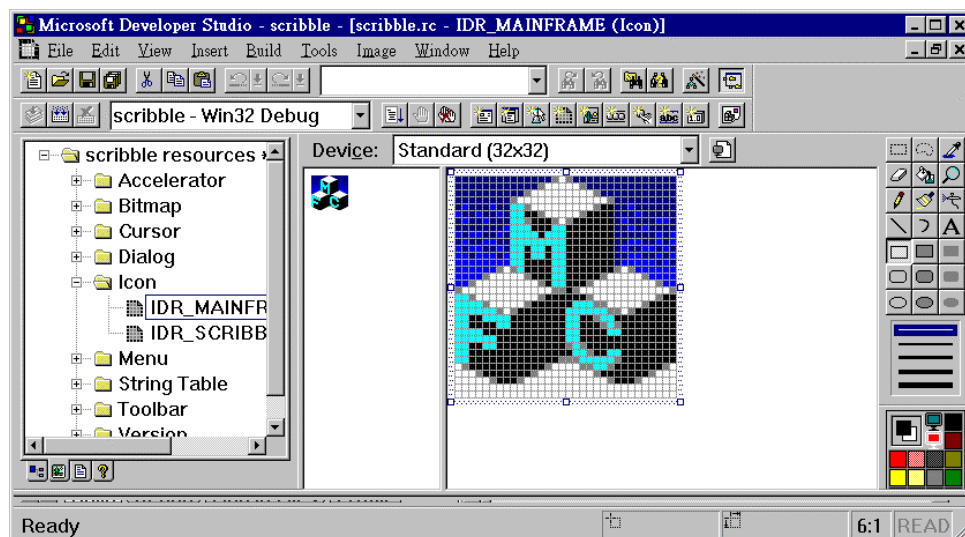 Microsoft Developer Studio - scribble - [scribble.rc - IDR_MAINFRAME (Icon)]
File Edit View Insert Build Tools Image Window Help
scribble - Win32 Debug
abc
scribble resources
Device: Standard (32x32)
Accelerator
Bitmap
Cursor
Dialog
Icon
IDR_MAINFR
IDR_SCRIBB
Menu
String Table
Toolbar
Version
A
M
F C
Ready
6:1 READ